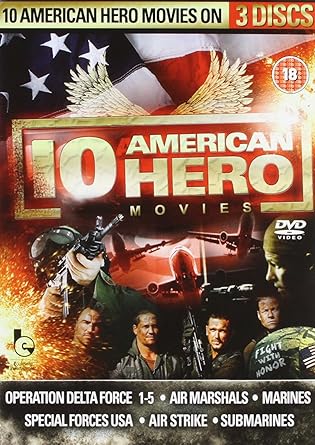 10 AMERICAN HERO MOVIES ON 3 DISCS
18
10 AMERICAN
HERO
MOVIES
DVD
VIDEO
FIGHT
WITH
HONOR
OPERATION DELTA FORCE 1-5 • AIR MARSHALS • MARINES
SPECIAL FORCES USA • AIR STRIKE • SUBMARINES